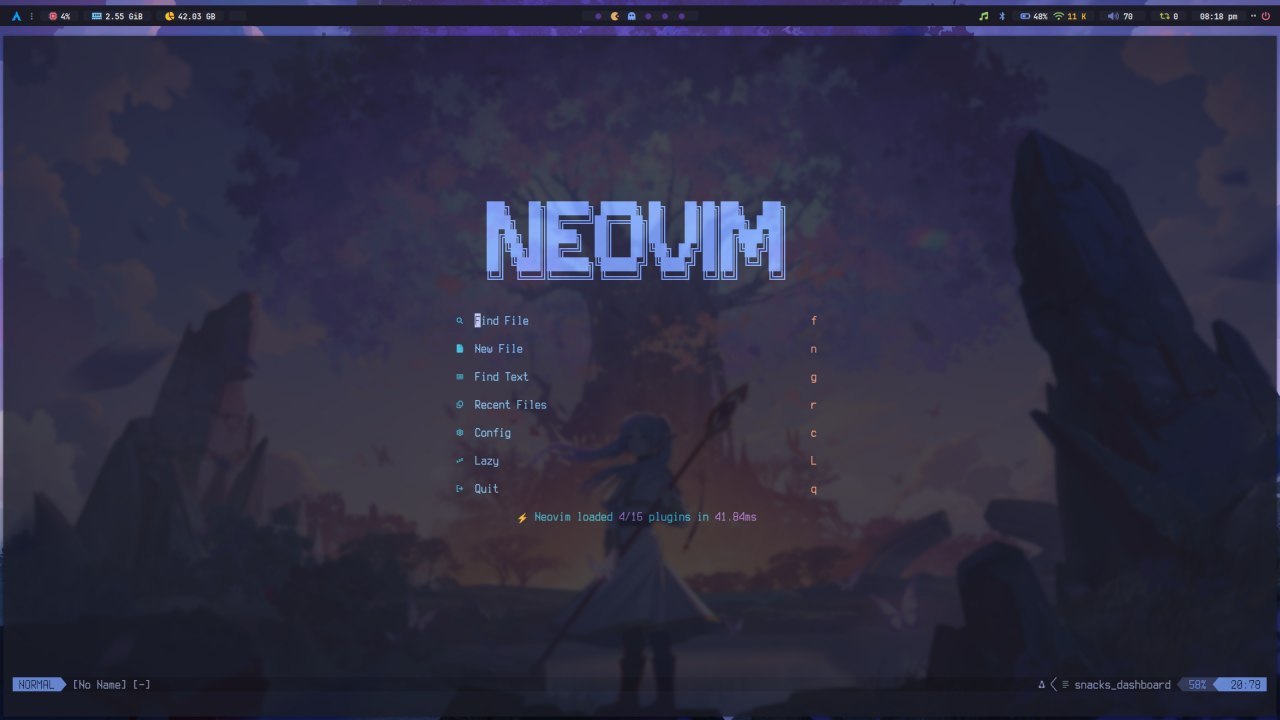 4% 2.55 GiB 42.03 GB 48% 11 K 70 0 08:18 pm
NEOVIM
Find File f
New File n
Find Text g
Recent Files r
Config c
Lazy L
Quit q
Neovim loaded 4/16 plugins in 41.84ms
NORMAL [No Name] [-] snacks_dashboard 58% 20:78